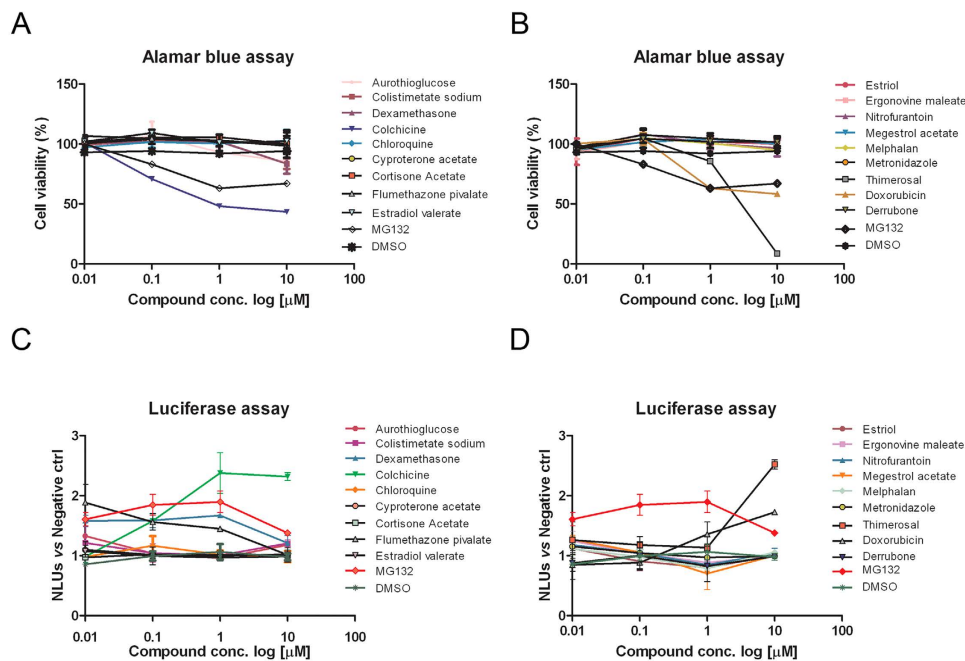 A
Alamar blue assay
150
100
50
0
Cell viability (%)
0.01
0.1
1
10
100
Compound conc. log [µM]
Aurothioglucose
Colistimetate sodium
Dexamethasone
Colchicine
Chloroquine
Cyproterone acetate
Cortisone Acetate
Flumethazone pivalate
Estradiol valerate
MG132
DMSO
B
Alamar blue assay
150
100
50
0
Cell viability (%)
0.01
0.1
1
10
100
Compound conc. log [µM]
Estriol
Ergonovine maleate
Nitrofurantoin
Megestrol acetate
Melphalan
Metronidazole
Thimerosal
Doxorubicin
Derrubone
MG132
DMSO
C
Luciferase assay
3
2
1
0
NLUs vs Negative ctrl
0.01
0.1
1
10
100
Compound conc. log [µM]
Aurothioglucose
Colistimetate sodium
Dexamethasone
Colchicine
Chloroquine
Cyproterone acetate
Cortisone Acetate
Flumethazone pivalate
Estradiol valerate
MG132
DMSO
D
Luciferase assay
3
2
1
0
NLUs vs Negative ctrl
0.01
0.1
1
10
100
Compound conc. log [µM]
Estriol
Ergonovine maleate
Nitrofurantoin
Megestrol acetate
Melphalan
Metronidazole
Thimerosal
Doxorubicin
Derrubone
MG132
DMSO